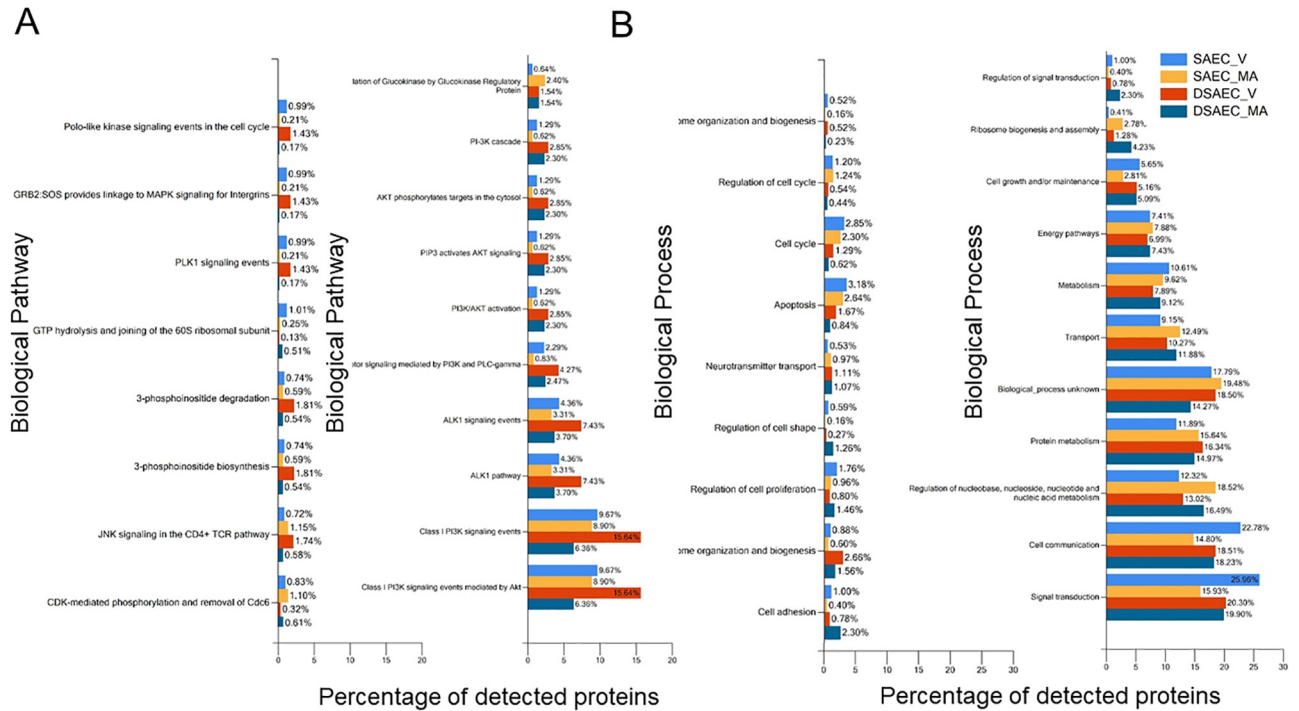 A
Biological Pathway
Polo-like kinase signaling events in the cell cycle
0.99%
0.21%
1.43%
0.17%
GRB2:SOS provides linkage to MAPK signaling for Intergrins
0.99%
0.21%
1.43%
0.17%
PLK1 signaling events
0.99%
0.21%
1.43%
0.17%
GTP hydrolysis and joining of the 60S ribosomal subunit
1.01%
0.25%
0.13%
0.51%
3-phosphoinositide degradation
0.74%
0.59%
1.81%
0.54%
3-phosphoinositide biosynthesis
0.74%
0.59%
1.81%
0.54%
JNK signaling in the CD4+ TCR pathway
0.72%
1.15%
1.74%
0.58%
CDK-mediated phosphorylation and removal of Cdc6
0.83%
1.10%
0.32%
0.61%
0 5 10 15 20
Biological Pathway
lation of Glucokinase by Glucokinase Regulatory
Protein
0.64%
2.40%
1.54%
1.54%
PI-3K cascade
1.29%
0.62%
2.85%
2.30%
AKT phosphorylates targets in the cytosol
1.29%
0.62%
2.85%
2.30%
PIP3 activates AKT signaling
1.29%
0.62%
2.85%
2.30%
PI3K/AKT activation
1.29%
0.62%
2.85%
2.30%
tor signaling mediated by PI3K and PLC-gamma
2.29%
0.83%
4.27%
2.47%
ALK1 signaling events
4.36%
3.31%
7.43%
3.70%
ALK1 pathway
4.36%
3.31%
7.43%
3.70%
Class I PI3K signaling events
9.67%
8.90%
15.64%
6.36%
Class I PI3K signaling events mediated by Akt
9.67%
8.90%
15.64%
6.36%
0 5 10 15 20
Percentage of detected proteins
B
Biological Process
ome organization and biogenesis
0.52%
0.16%
0.52%
0.23%
Regulation of cell cycle
1.20%
1.24%
0.54%
0.44%
Cell cycle
2.85%
2.30%
1.29%
0.62%
Apoptosis
3.18%
2.64%
1.67%
0.84%
Neurotransmitter transport
0.53%
0.97%
1.11%
1.07%
Regulation of cell shape
0.59%
0.16%
0.27%
1.26%
Regulation of cell proliferation
1.76%
0.96%
0.80%
1.46%
ome organization and biogenesis
0.88%
0.60%
2.66%
1.56%
Cell adhesion
1.00%
0.40%
0.78%
2.30%
0 5 10 15 20 25 30
Biological Process
Regulation of signal transduction
1.00%
0.40%
0.78%
2.30%
Ribosome biogenesis and assembly
0.41%
2.78%
1.28%
4.23%
Cell growth and/or maintenance
5.65%
2.81%
5.16%
5.09%
Energy pathways
7.41%
7.88%
6.99%
7.43%
Metabolism
10.61%
9.62%
7.89%
9.12%
Transport
9.15%
12.49%
10.27%
11.88%
Biological_process unknown
17.79%
19.48%
18.50%
14.27%
Protein metabolism
11.89%
15.64%
16.34%
14.97%
Regulation of nucleobase, nucleoside, nucleotide and
nucleic acid metabolism
12.32%
18.52%
13.02%
16.49%
Cell communication
22.78%
14.80%
18.51%
18.23%
Signal transduction
25.96%
15.93%
20.30%
19.90%
0 5 10 15 20 25 30
SAEC_V
SAEC_MA
DSAEC_V
DSAEC_MA
Percentage of detected proteins